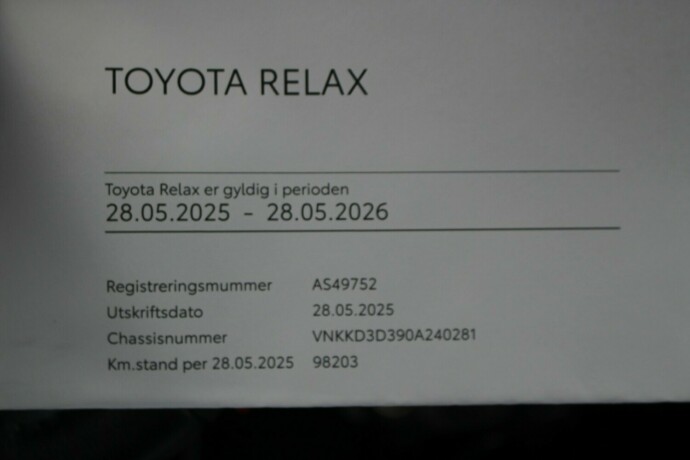 TOYOTA RELAX
Toyota Relax er gyldig i perioden
28.05.2025 - 28.05.2026
Registreringsmummer AS49752
Utskriftsdato 28.05.2025
Chassisnummer VNKKD3D390A240281
Km.stand per 28.05.2025 98203